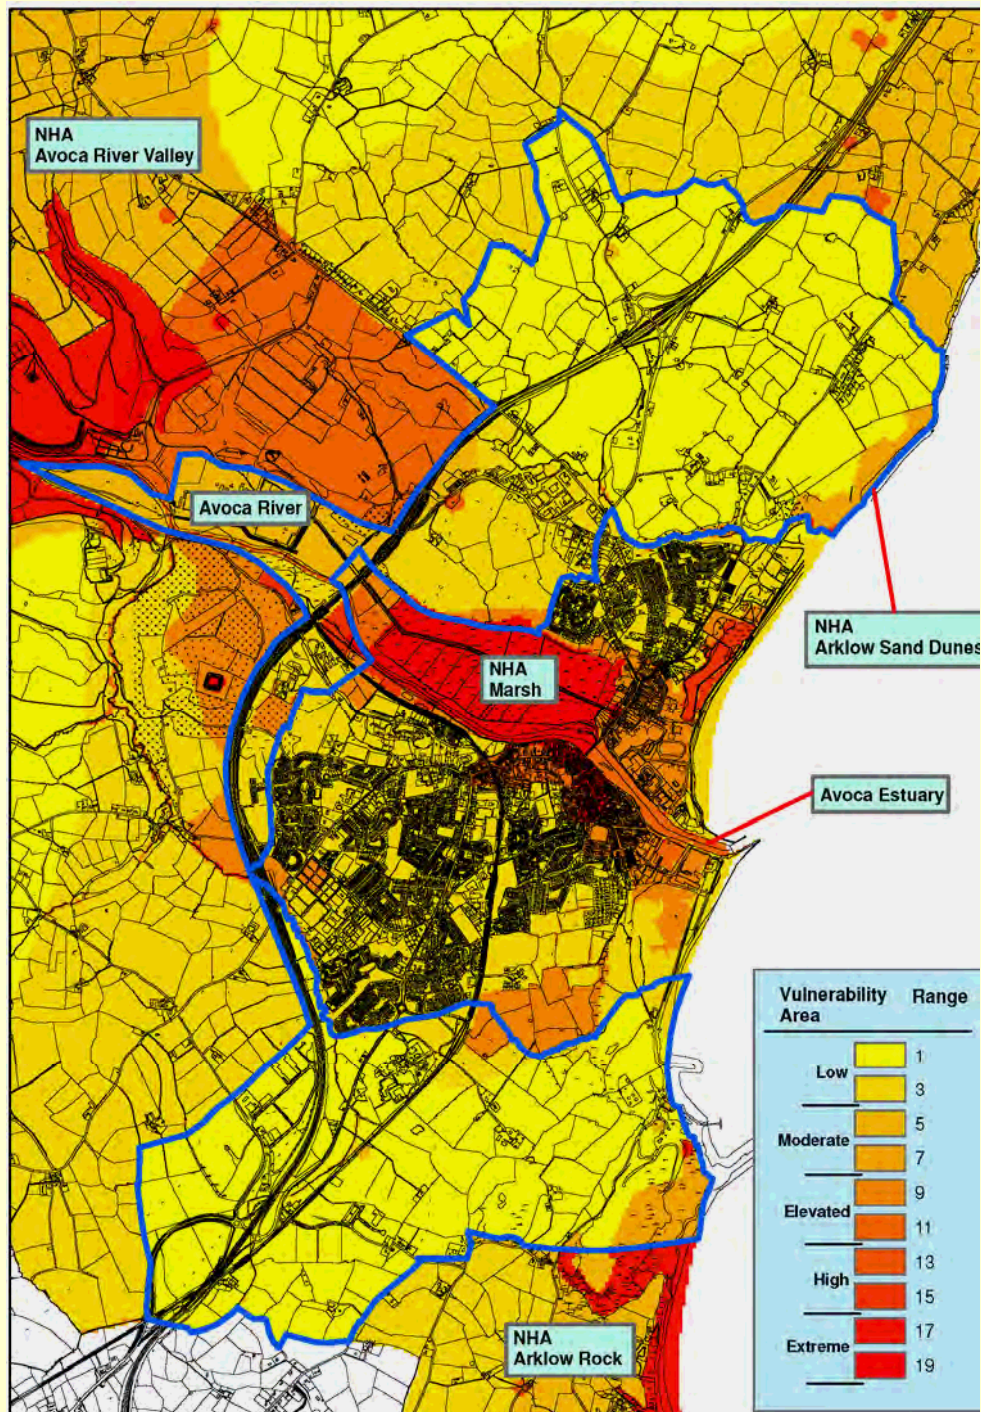 NHA
Avoca River Valley
Avoca River
NHA
Arklow Sand Dunes
NHA
Marsh
Avoca Estuary
NHA
Arklow Rock
Vulnerability Range
Area
Low
1
3
Moderate
5
7
Elevated
9
11
High
13
15
Extreme
17
19